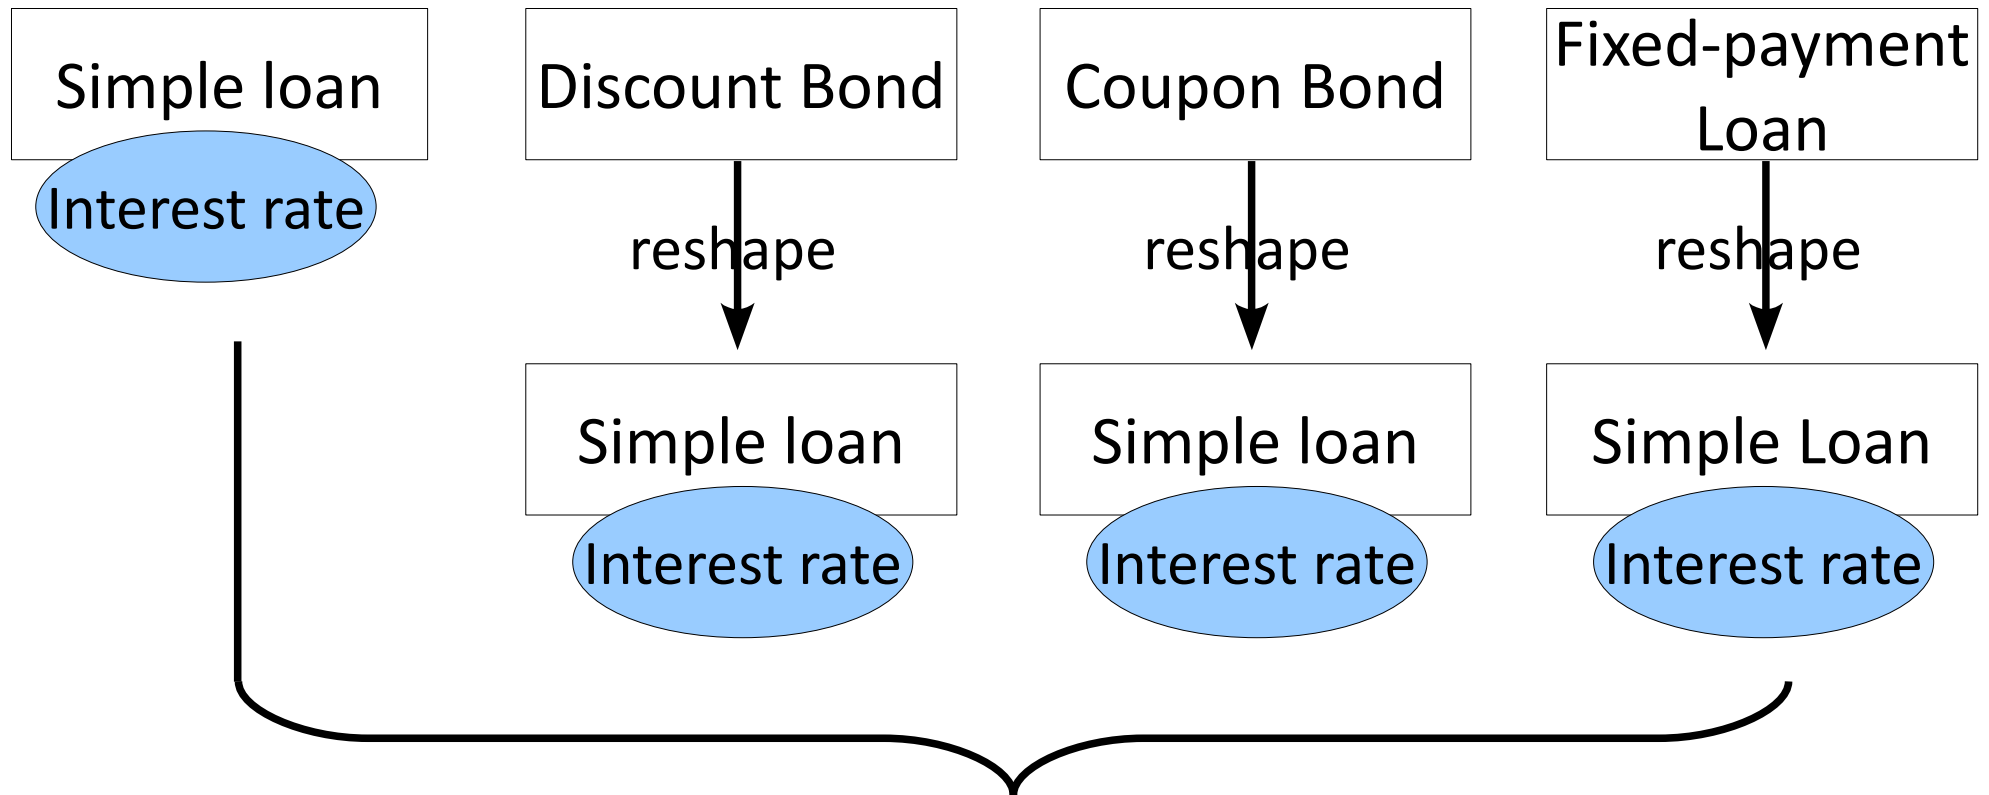 Simple loan
Interest rate
Discount Bond
Coupon Bond
Fixed-payment
Loan
reshape
reshape
reshape
Simple loan
Interest rate
Simple loan
Interest rate
Simple Loan
Interest rate